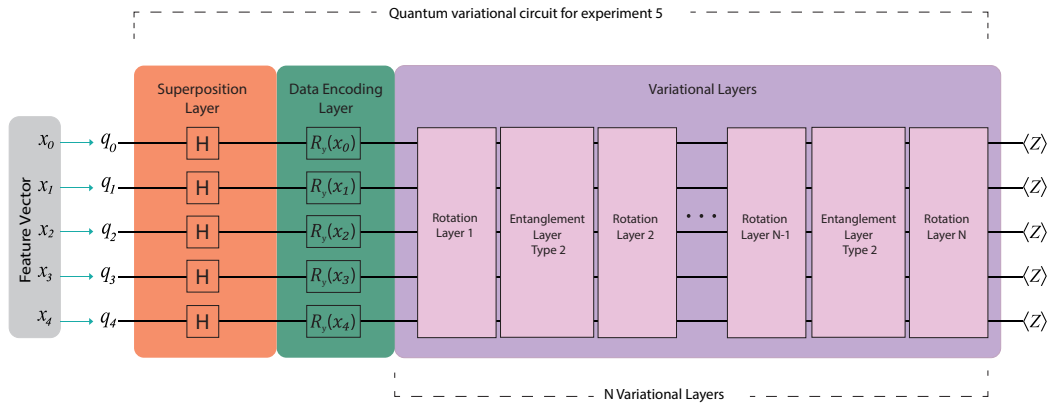 Quantum variational circuit for experiment 5
Superposition
Layer
Data Encoding
Layer
Variational Layers
Feature Vector
x0 q0 H Ry(x0) ⟨Z⟩
x1 q1 H Ry(x1) ⟨Z⟩
x2 q2 H Ry(x2) ⟨Z⟩
x3 q3 H Ry(x3) ⟨Z⟩
x4 q4 H Ry(x4) ⟨Z⟩
Rotation
Layer 1
Entanglement
Layer
Type 2
Rotation
Layer 2
• • •
Rotation
Layer N-1
Entanglement
Layer
Type 2
Rotation
Layer N
N Variational Layers